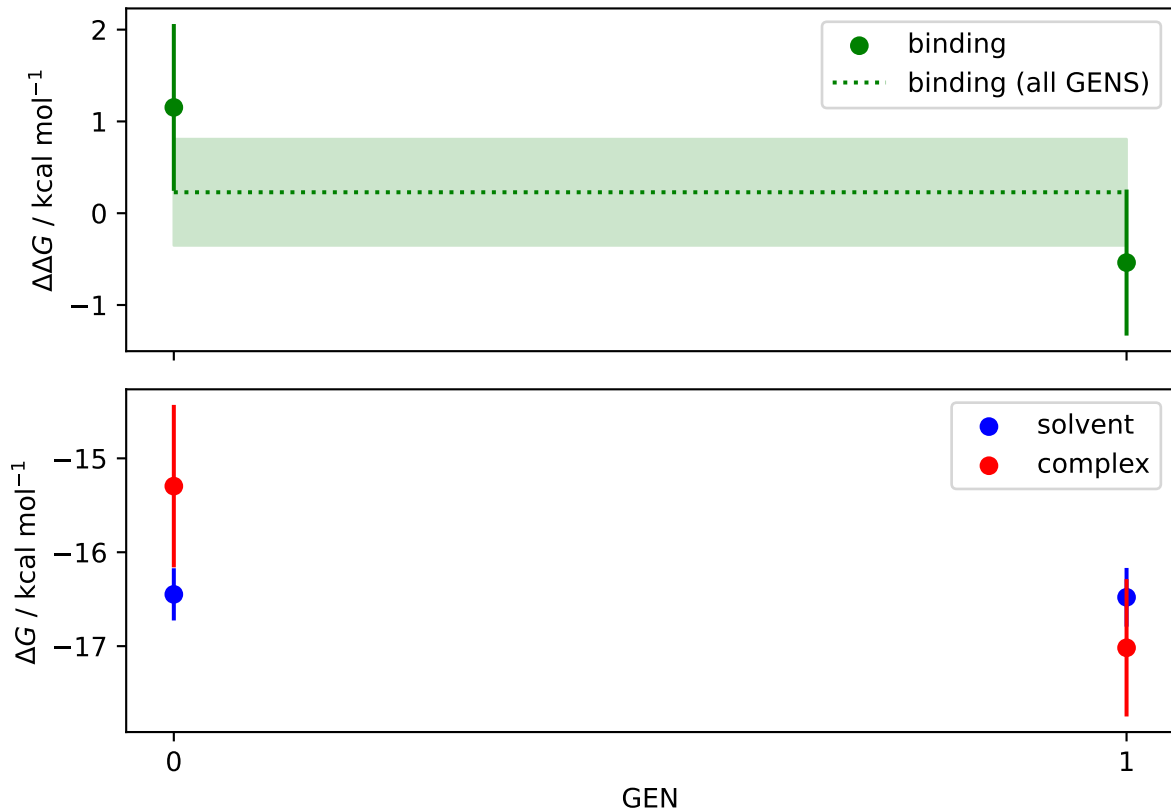 2
1
0
−1
ΔΔG / kcal mol⁻¹
binding
binding (all GENS)
−15
−16
−17
ΔG / kcal mol⁻¹
solvent
complex
0
1
GEN